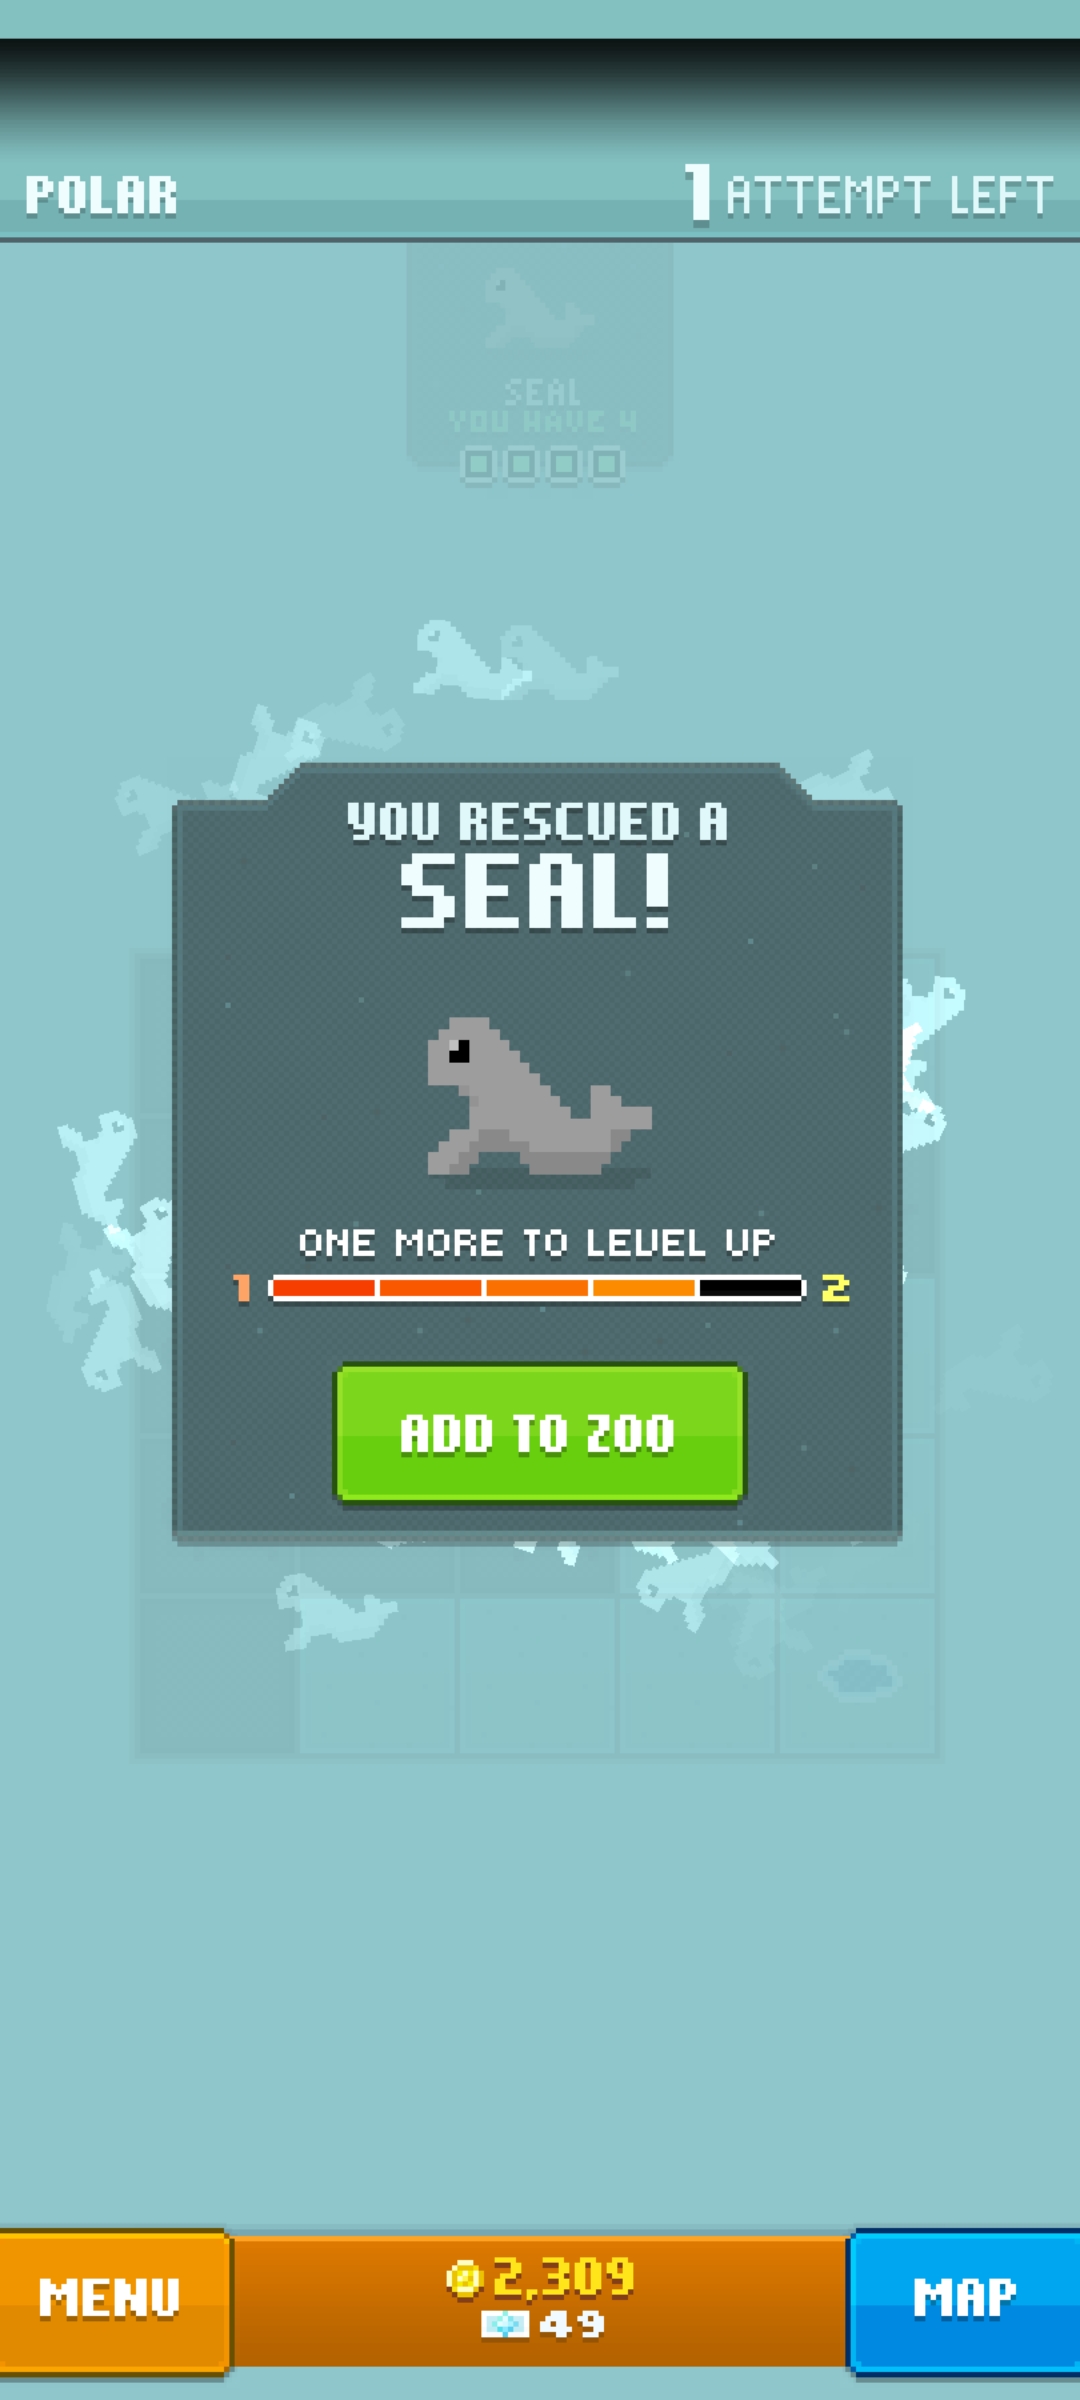 POLAR
1 ATTEMPT LEFT
SEAL
YOU HAVE 4
YOU RESCUED A
SEAL!
ONE MORE TO LEVEL UP
1 2
ADD TO ZOO
MENU
2,309
49
MAP